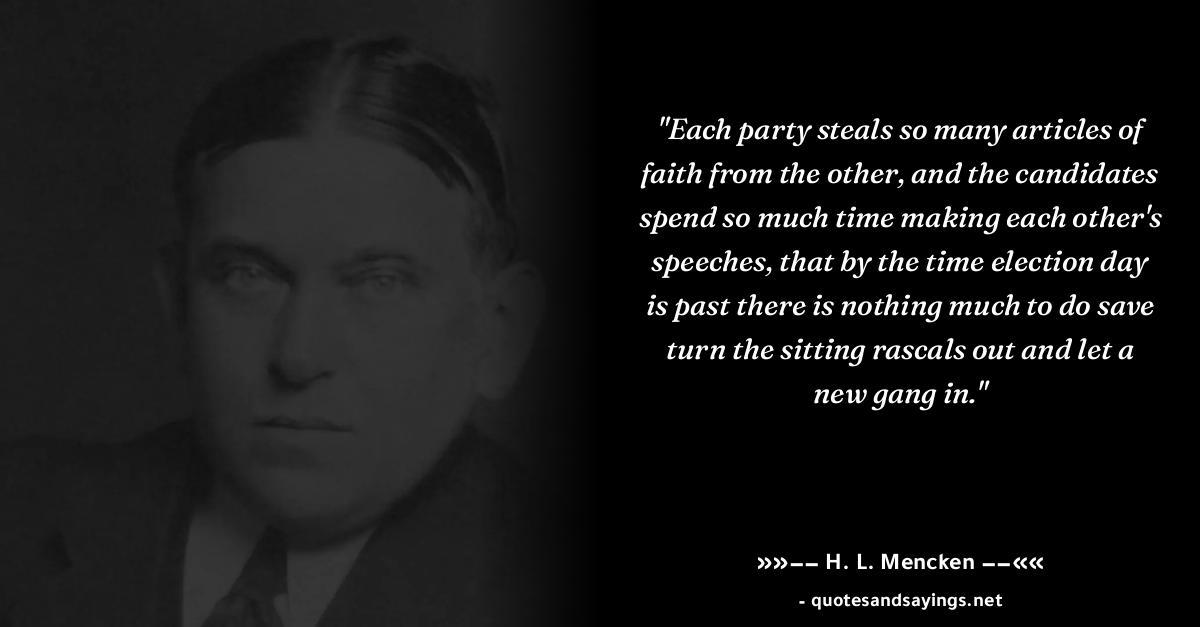 "Each party steals so many articles of
faith from the other, and the candidates
spend so much time making each other's
speeches, that by the time election day
is past there is nothing much to do save
turn the sitting rascals out and let a
new gang in."
»»−− H. L. Mencken −−««
- quotesandsayings.net